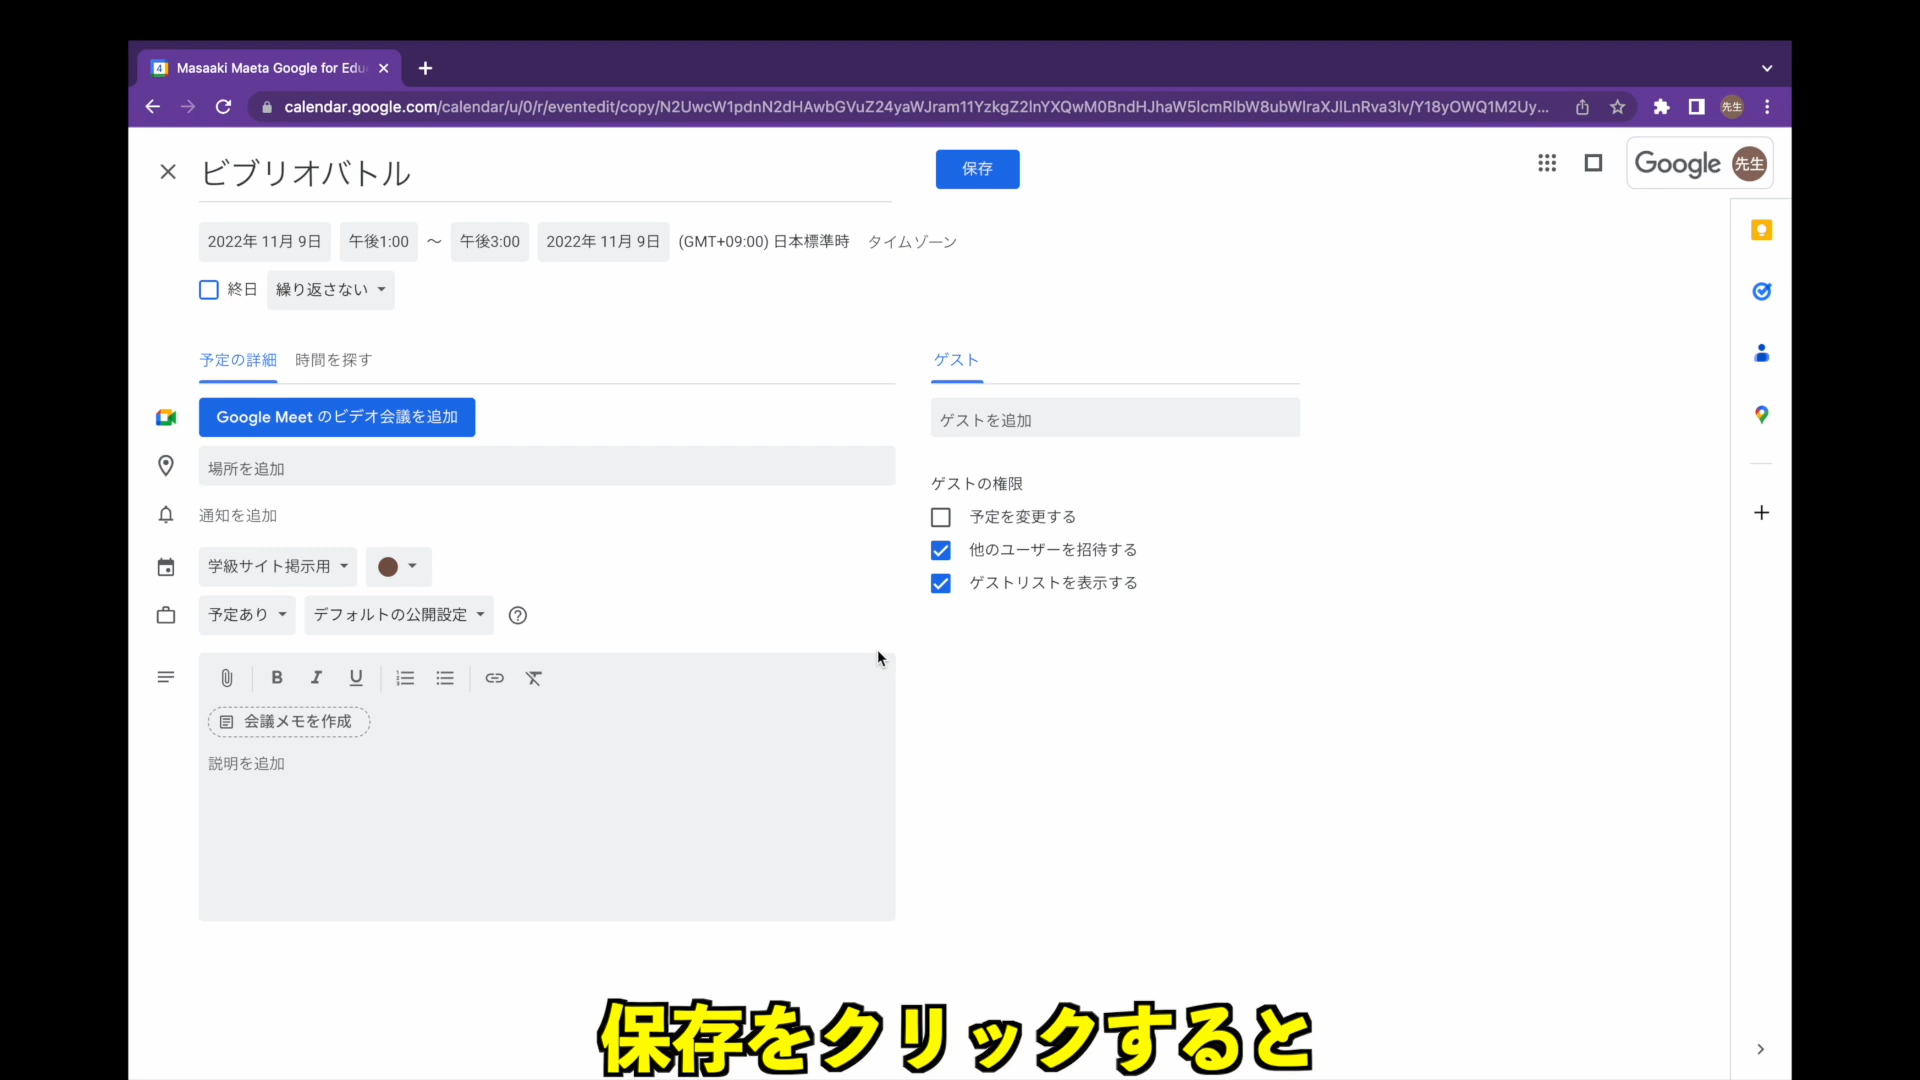 Masaaki Maeta Google for Edu
calendar.google.com/calendar/u/0/r/eventedit/copy/N2UwcW1pdnN2dHAwbGVuZ24yaWJram11YzkgZ2lnYXQwM0BndHJhaW5lcmRlbW8ubWlraXJlLnRva3lv/Y18yOWQ1M2Uy...
先生
ビブリオバトル
保存
Google 先生
2022年 11月 9日 午後1:00 〜 午後3:00 2022年 11月 9日 (GMT+09:00) 日本標準時 タイムゾーン
終日 繰り返さない
予定の詳細 時間を探す
ゲスト
Google Meet のビデオ会議を追加
ゲストを追加
場所を追加
ゲストの権限
通知を追加
予定を変更する
他のユーザーを招待する
学級サイト掲示用
ゲストリストを表示する
予定あり デフォルトの公開設定
B I U
会議メモを作成
説明を追加
保存をクリックすると